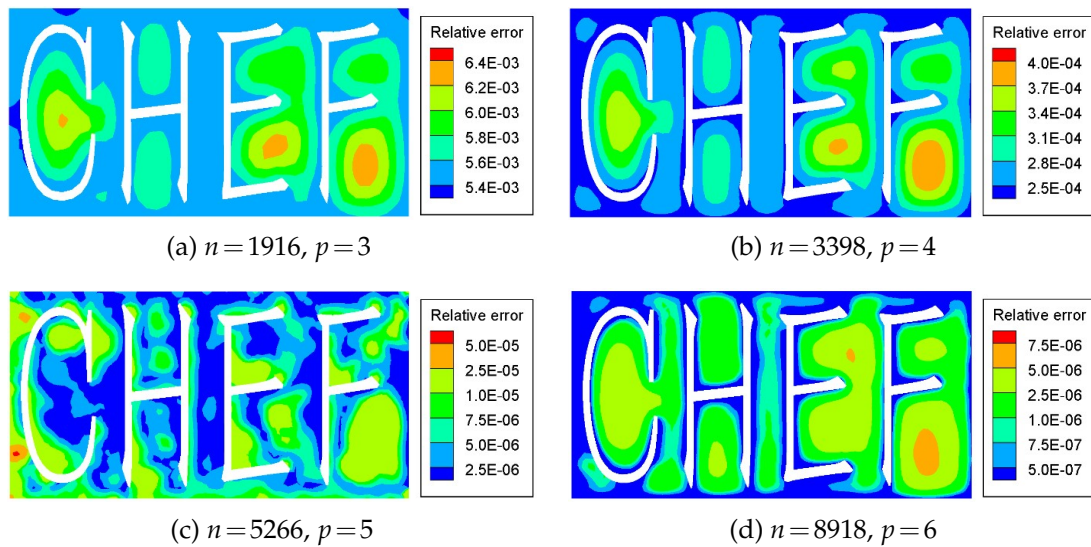 CHEF
Relative error
6.4E-03
6.2E-03
6.0E-03
5.8E-03
5.6E-03
5.4E-03
(a) n=1916, p=3
CHEF
Relative error
4.0E-04
3.7E-04
3.4E-04
3.1E-04
2.8E-04
2.5E-04
(b) n=3398, p=4
CHEF
Relative error
5.0E-05
2.5E-05
1.0E-05
7.5E-06
5.0E-06
2.5E-06
(c) n=5266, p=5
CHEF
Relative error
7.5E-06
5.0E-06
2.5E-06
1.0E-06
7.5E-07
5.0E-07
(d) n=8918, p=6